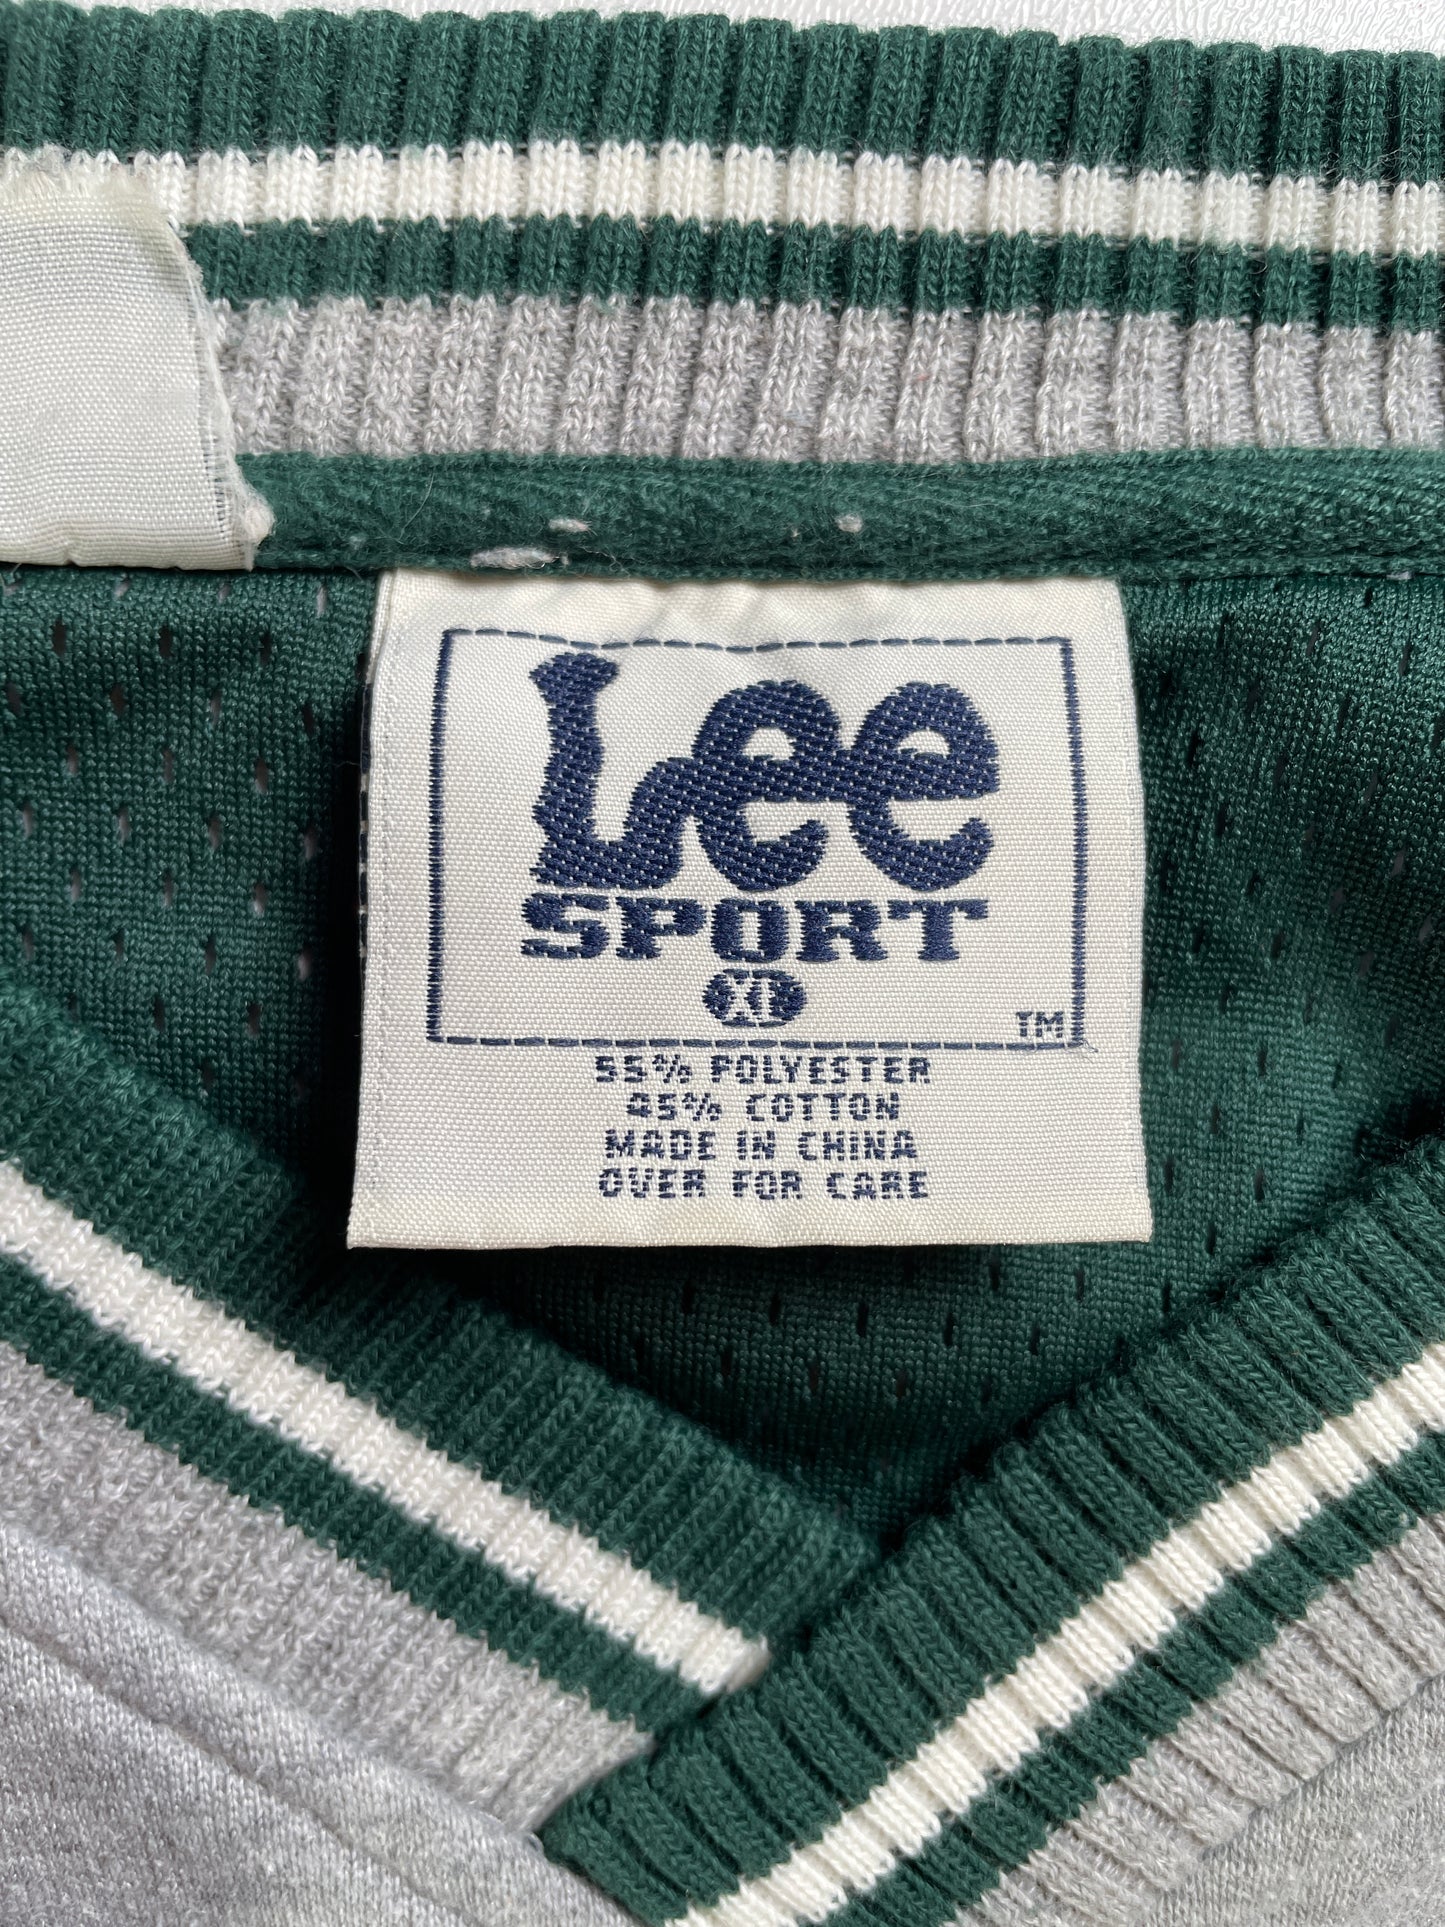 Lee
SPORT
XL
TM
55% POLYESTER
45% COTTON
MADE IN CHINA
OVER FOR CARE